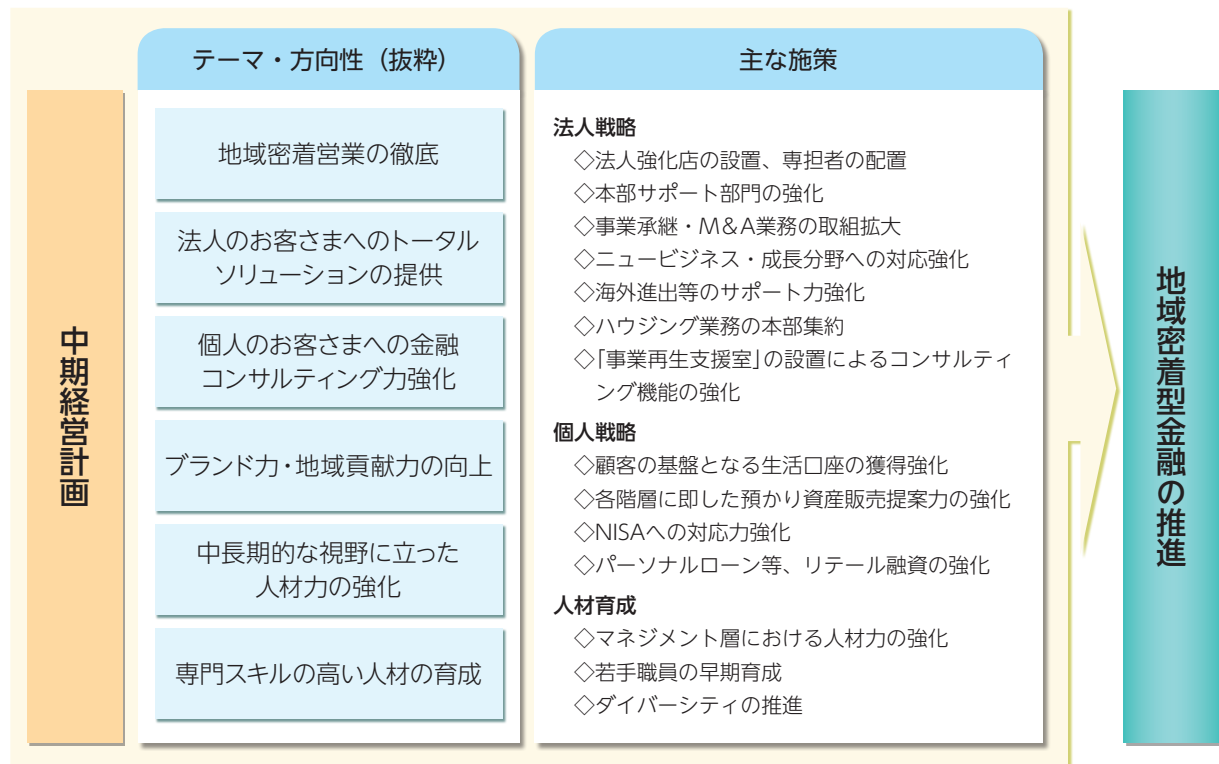 中期経営計画
テーマ・方向性（抜粋）
地域密着営業の徹底
法人のお客さまへのトータル
ソリューションの提供
個人のお客さまへの金融
コンサルティング力強化
ブランド力・地域貢献力の向上
中長期的な視野に立った
人材力の強化
専門スキルの高い人材の育成
主な施策
法人戦略
◇法人強化店の設置、専担者の配置
◇本部サポート部門の強化
◇事業承継・M＆A業務の取組拡大
◇ニュービジネス・成長分野への対応強化
◇海外進出等のサポート力強化
◇ハウジング業務の本部集約
◇「事業再生支援室」の設置によるコンサルティ
ング機能の強化
個人戦略
◇顧客の基盤となる生活口座の獲得強化
◇各階層に即した預かり資産販売提案力の強化
◇NISAへの対応力強化
◇パーソナルローン等、リテール融資の強化
人材育成
◇マネジメント層における人材力の強化
◇若手職員の早期育成
◇ダイバーシティの推進
地域密着型金融の推進